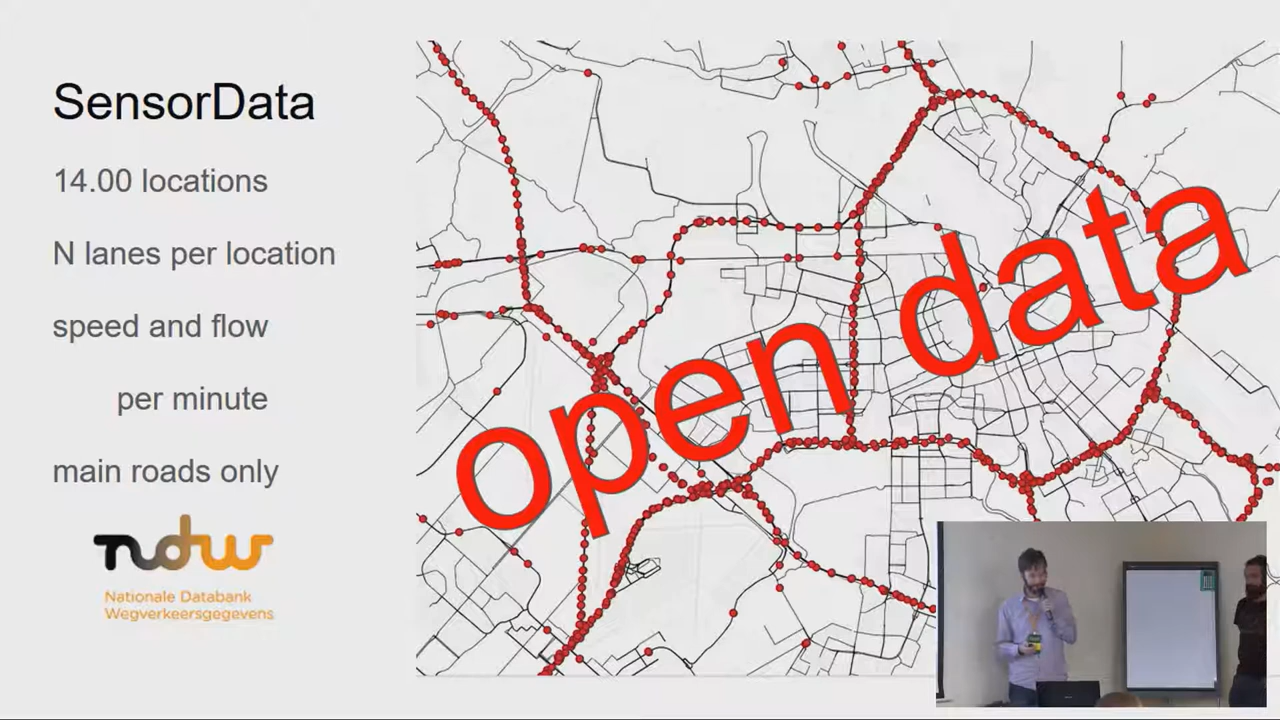 SensorData
14.00 locations
N lanes per location
speed and flow
per minute
main roads only
ndw
Nationale Databank
Wegverkeersgegevens
open data